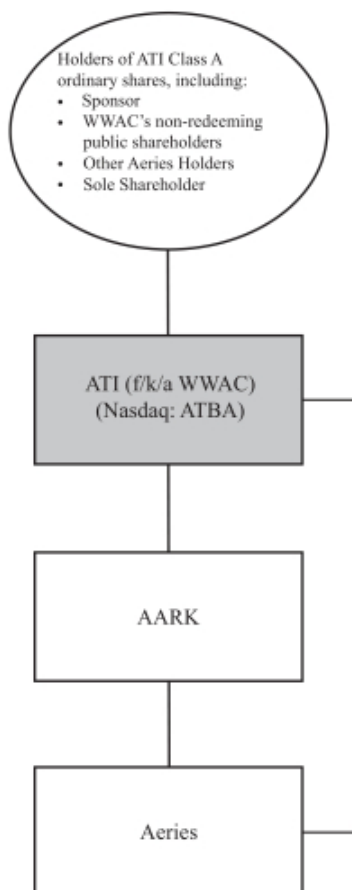 Holders of ATI Class A
ordinary shares, including:
• Sponsor
• WWAC’s non-redeeming
public shareholders
• Other Aeries Holders
• Sole Shareholder
ATI (f/k/a WWAC)
(Nasdaq: ATBA)
AARK
Aeries